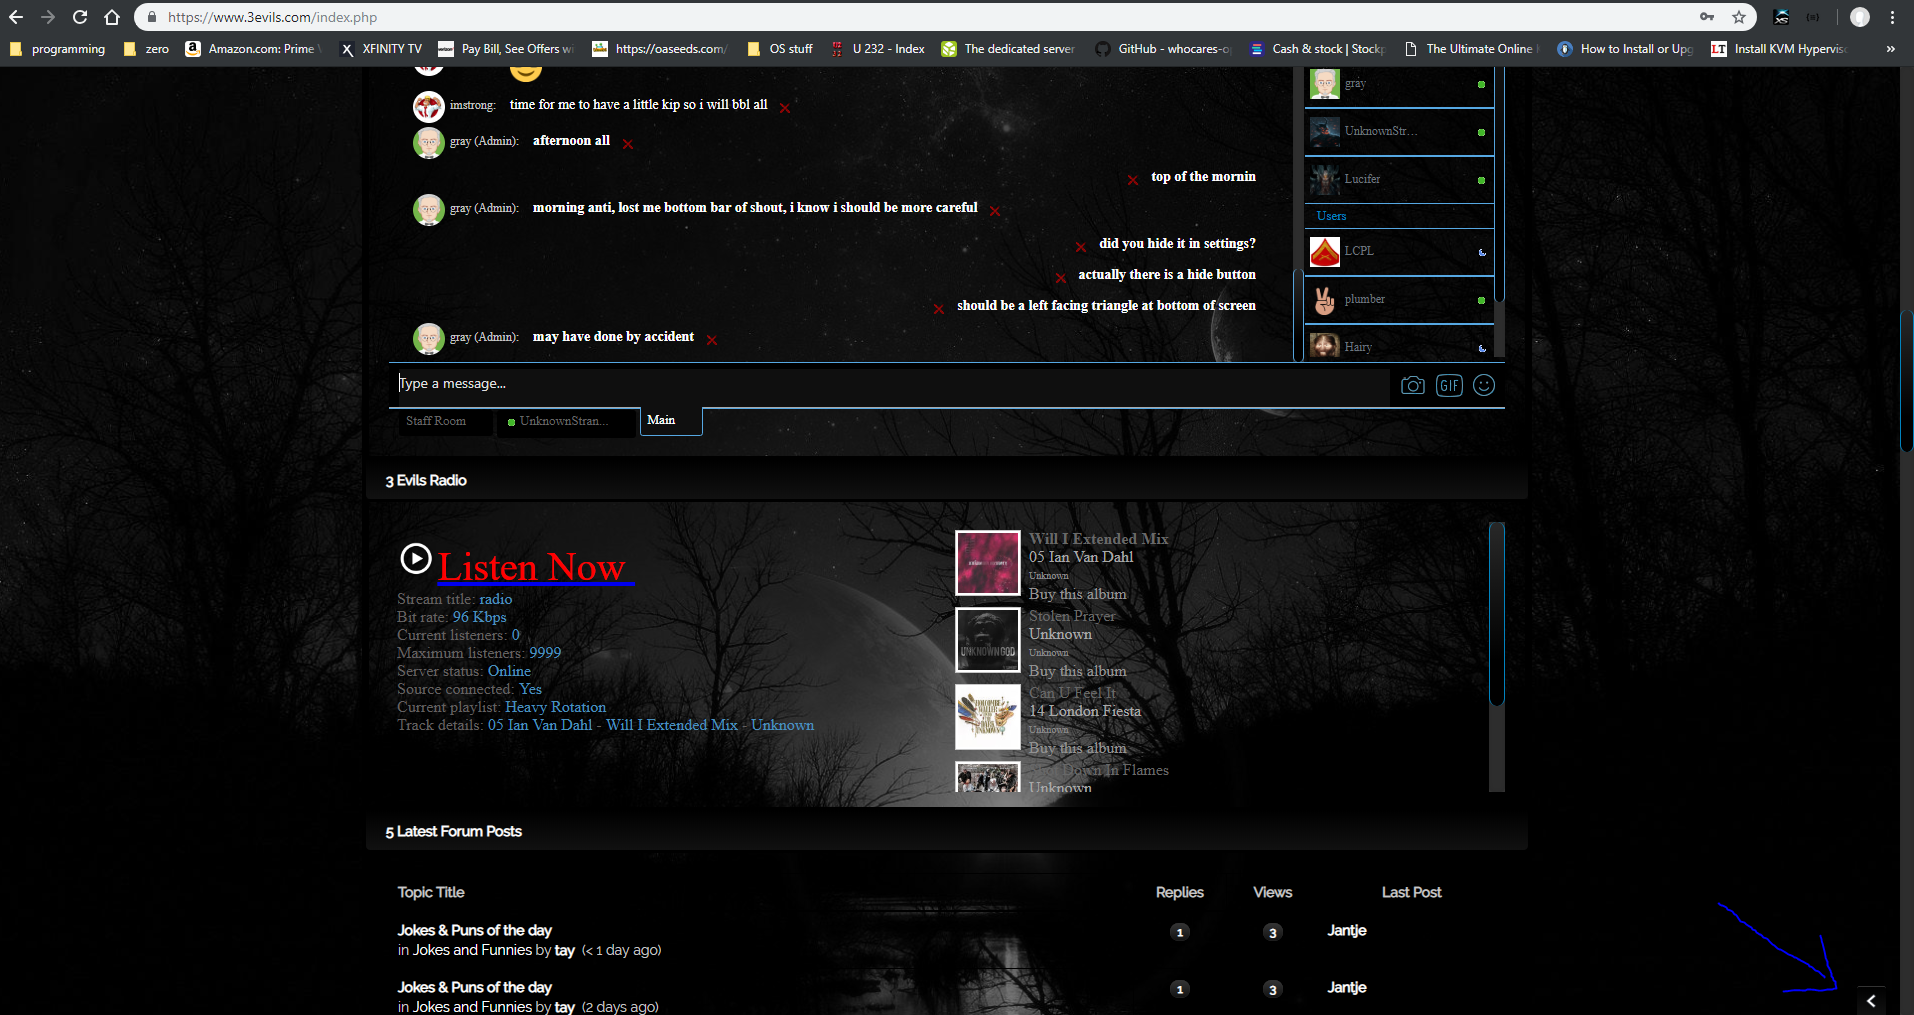 https://www.3evils.com/index.php
programming
zero
Amazon.com: Prime
XFINITY TV
Pay Bill, See Offers
https://oaseeds.com/
OS stuff
U 232 - Index
The dedicated server
GitHub - whocares-o
Cash & stock | Stock
The Ultimate Online
How to Install or Upg
Install KVM Hypervis
»
imstrong: time for me to have a little kip so i will bbl all
gray (Admin): afternoon all
top of the mornin
gray (Admin): morning anti, lost me bottom bar of shout, i know i should be more careful
did you hide it in settings?
actually there is a hide button
should be a left facing triangle at bottom of screen
gray (Admin): may have done by accident
Type a message...
GIF
Staff Room
UnknownStran...
Main
gray
UnknownStr...
Lucifer
Users
LCPL
plumber
Hairy
3 Evils Radio
Listen Now
Stream title: radio
Bit rate: 96 Kbps
Current listeners: 0
Maximum listeners: 9999
Server status: Online
Source connected: Yes
Current playlist: Heavy Rotation
Track details: 05 Ian Van Dahl - Will I Extended Mix - Unknown
Will I Extended Mix
05 Ian Van Dahl
Unknown
Buy this album
UNKNOWN GOD
Stolen Prayer
Unknown
Unknown
Buy this album
Can U Feel It
14 London Fiesta
Unknown
Buy this album
Down In Flames
Unknown
5 Latest Forum Posts
Topic Title Replies Views Last Post
Jokes & Puns of the day 1 3 Jantje
in Jokes and Funnies by tay (< 1 day ago)
Jokes & Puns of the day 1 3 Jantje
in Jokes and Funnies by tay (2 days ago)